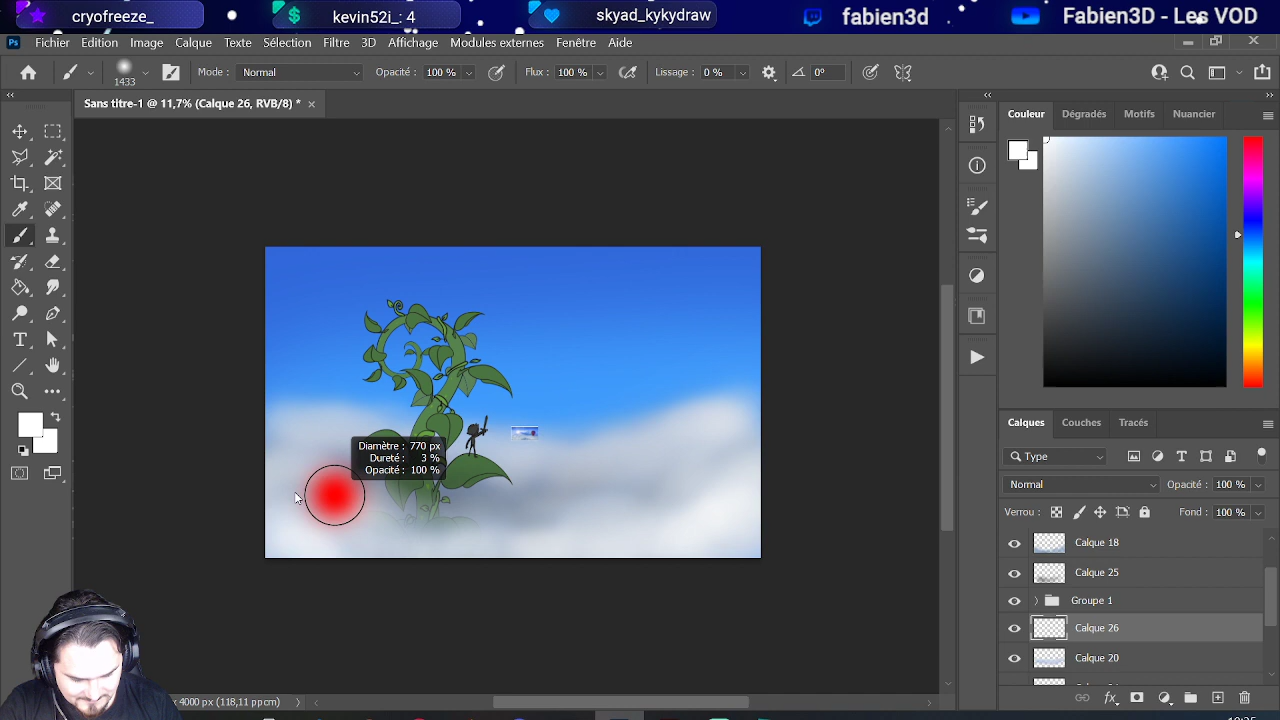 cryofreeze_
kevin52i_: 4
skyad_kykydraw
fabien3d
Fabien3D - Les VOD
Ps Fichier Edition Image Calque Texte Sélection Filtre 3D Affichage Modules externes Fenêtre Aide
1433 Mode : Normal Opacité : 100 % Flux : 100 % Lissage : 0 % 0°
Sans titre-1 @ 11,7% (Calque 26, RVB/8) *
Couleur Dégradés Motifs Nuancier
Diamètre : 770 px
Dureté : 3 %
Opacité : 100 %
Calques Couches Tracés
Type
Normal Opacité : 100 %
Verrou : Fond : 100 %
Calque 18
Calque 25
Groupe 1
Calque 26
Calque 20
4000 px (118,11 ppcm)